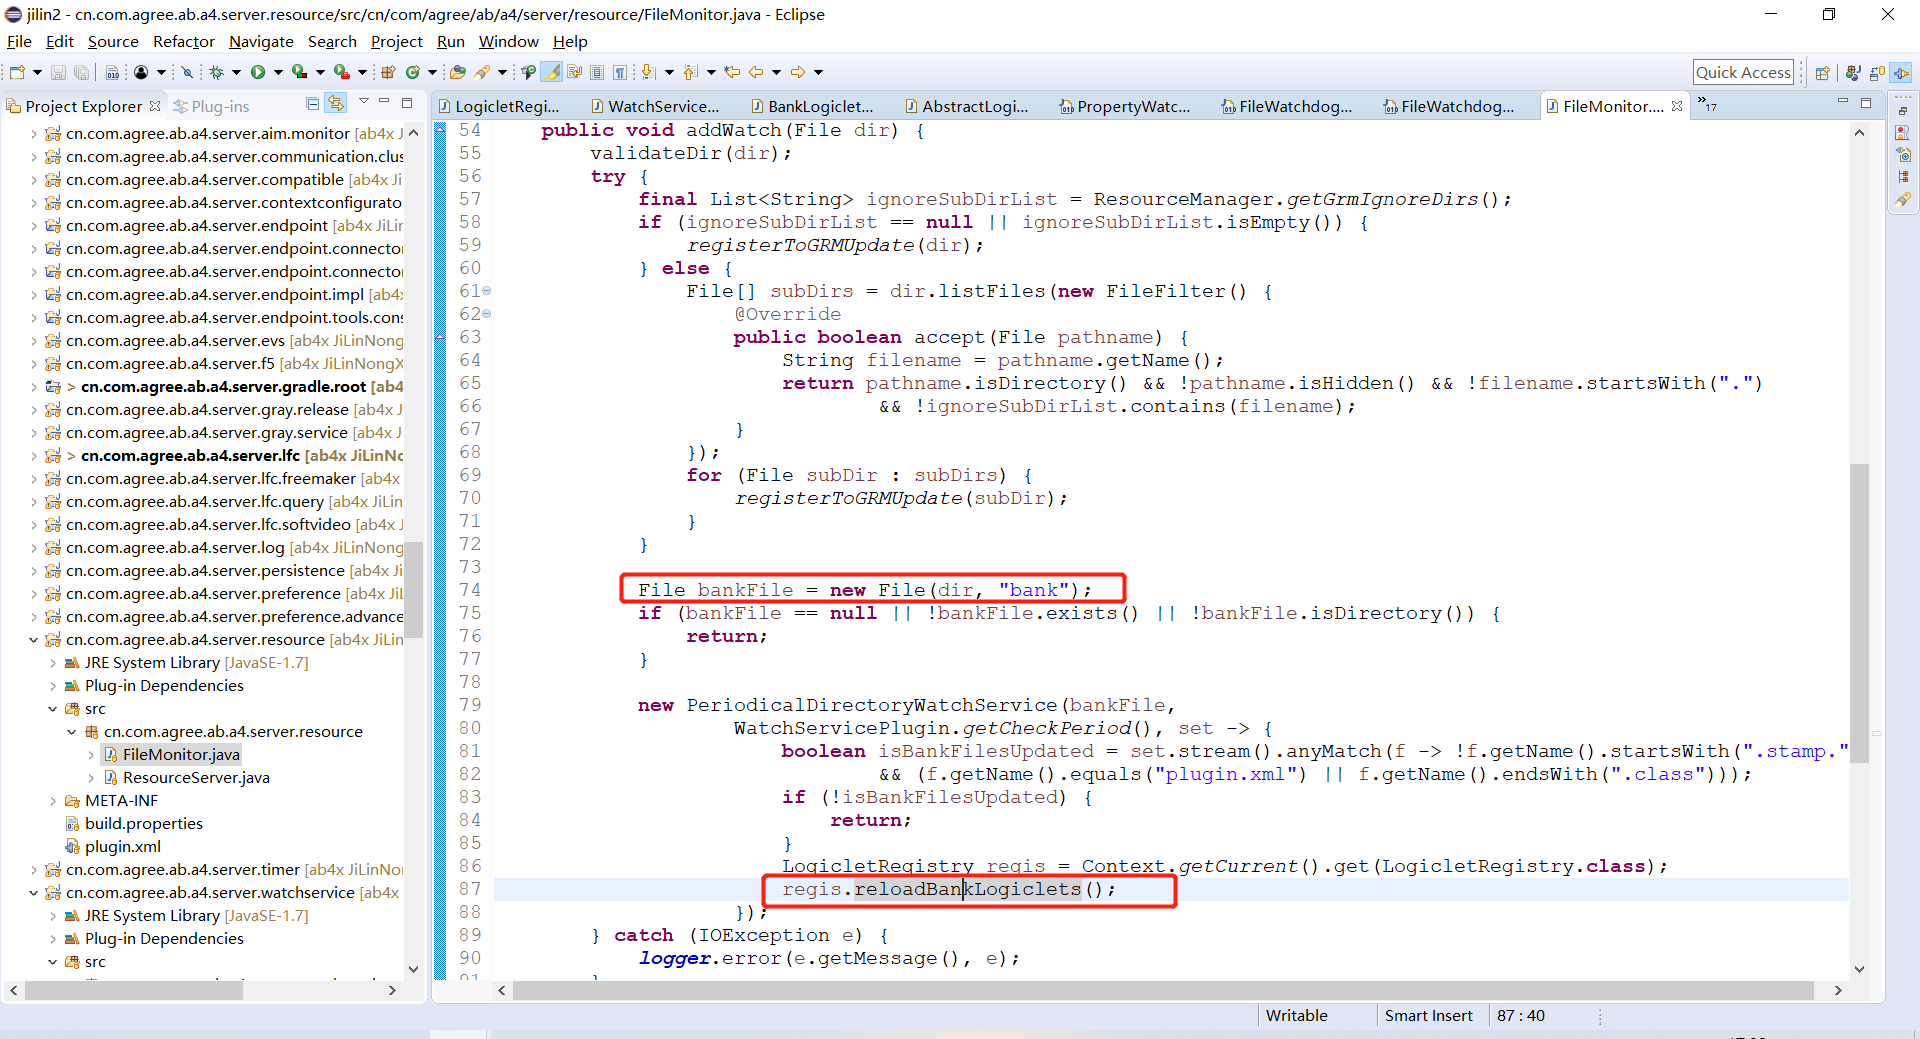 jilin2 - cn.com.agree.ab.a4.server.resource/src/cn/com/agree/ab/a4/server/resource/FileMonitor.java - Eclipse
File Edit Source Refactor Navigate Search Project Run Window Help
Quick Access
Project Explorer Plug-ins
cn.com.agree.ab.a4.server.aim.monitor [ab4x J
cn.com.agree.ab.a4.server.communication.clus
cn.com.agree.ab.a4.server.compatible [ab4x Ji
cn.com.agree.ab.a4.server.contextconfigurato
cn.com.agree.ab.a4.server.endpoint [ab4x JiLir
cn.com.agree.ab.a4.server.endpoint.connector
cn.com.agree.ab.a4.server.endpoint.connector
cn.com.agree.ab.a4.server.endpoint.impl [ab4x
cn.com.agree.ab.a4.server.endpoint.tools.cons
cn.com.agree.ab.a4.server.evs [ab4x JiLinNong
cn.com.agree.ab.a4.server.f5 [ab4x JiLinNongX
> cn.com.agree.ab.a4.server.gradle.root [ab4
cn.com.agree.ab.a4.server.gray.release [ab4x J
cn.com.agree.ab.a4.server.gray.service [ab4x J
> cn.com.agree.ab.a4.server.lfc [ab4x JiLinNo
cn.com.agree.ab.a4.server.lfc.freemaker [ab4x
cn.com.agree.ab.a4.server.lfc.query [ab4x JiLin
cn.com.agree.ab.a4.server.lfc.softvideo [ab4x J
cn.com.agree.ab.a4.server.log [ab4x JiLinNong
cn.com.agree.ab.a4.server.persistence [ab4x Ji
cn.com.agree.ab.a4.server.preference [ab4x Ji
cn.com.agree.ab.a4.server.preference.advance
cn.com.agree.ab.a4.server.resource [ab4x JiLin
JRE System Library [JavaSE-1.7]
Plug-in Dependencies
src
cn.com.agree.ab.a4.server.resource
FileMonitor.java
ResourceServer.java
META-INF
build.properties
plugin.xml
cn.com.agree.ab.a4.server.timer [ab4x JiLinNo
cn.com.agree.ab.a4.server.watchservice [ab4x
JRE System Library [JavaSE-1.7]
Plug-in Dependencies
src
LogicletRegi... WatchService... BankLogiclet... AbstractLogi... PropertyWatc... FileWatchdog... FileWatchdog... FileMonitor.... »17
54 public void addWatch(File dir) {
55 validateDir(dir);
56 try {
57 final List<String> ignoreSubDirList = ResourceManager.getGrmIgnoreDirs();
58 if (ignoreSubDirList == null || ignoreSubDirList.isEmpty()) {
59 registerToGRMUpdate(dir);
60 } else {
61 File[] subDirs = dir.listFiles(new FileFilter() {
62 @Override
63 public boolean accept(File pathname) {
64 String filename = pathname.getName();
65 return pathname.isDirectory() && !pathname.isHidden() && !filename.startsWith(".")
66 && !ignoreSubDirList.contains(filename);
67 }
68 });
69 for (File subDir : subDirs) {
70 registerToGRMUpdate(subDir);
71 }
72 }
73
74 File bankFile = new File(dir, "bank");
75 if (bankFile == null || !bankFile.exists() || !bankFile.isDirectory()) {
76 return;
77 }
78
79 new PeriodicalDirectoryWatchService(bankFile,
80 WatchServicePlugin.getCheckPeriod(), set -> {
81 boolean isBankFilesUpdated = set.stream().anyMatch(f -> !f.getName().startsWith(".stamp."
82 && (f.getName().equals("plugin.xml") || f.getName().endsWith(".class")));
83 if (!isBankFilesUpdated) {
84 return;
85 }
86 LogicletRegistry regis = Context.getCurrent().get(LogicletRegistry.class);
87 regis.reloadBankLogiclets();
88 });
89 } catch (IOException e) {
90 logger.error(e.getMessage(), e);
Writable Smart Insert 87 : 40